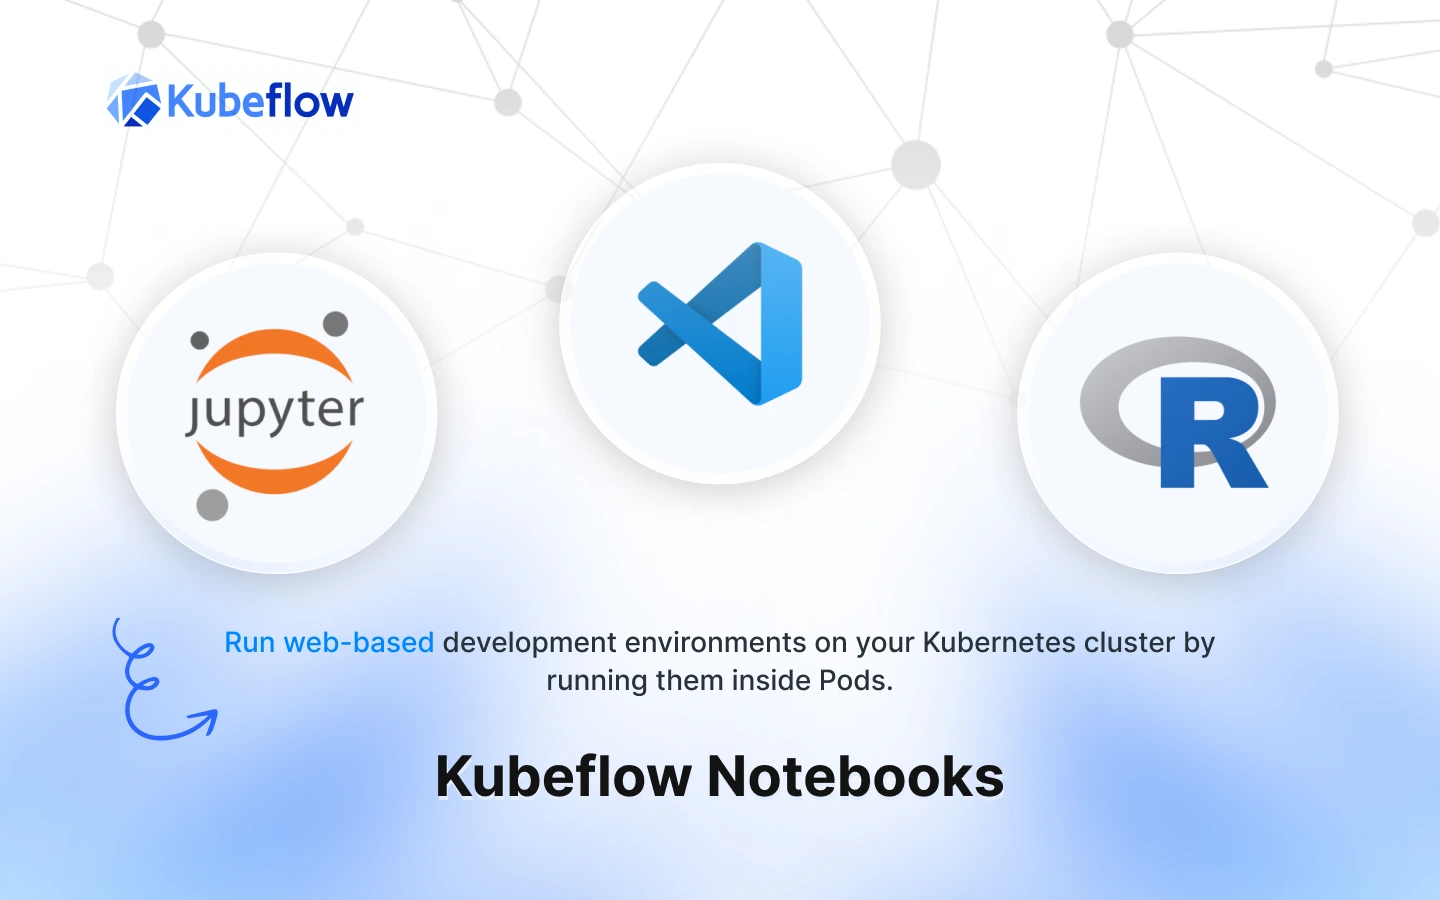 Kubeflow
jupyter
R
Run web-based development environments on your Kubernetes cluster by
running them inside Pods.
Kubeflow Notebooks